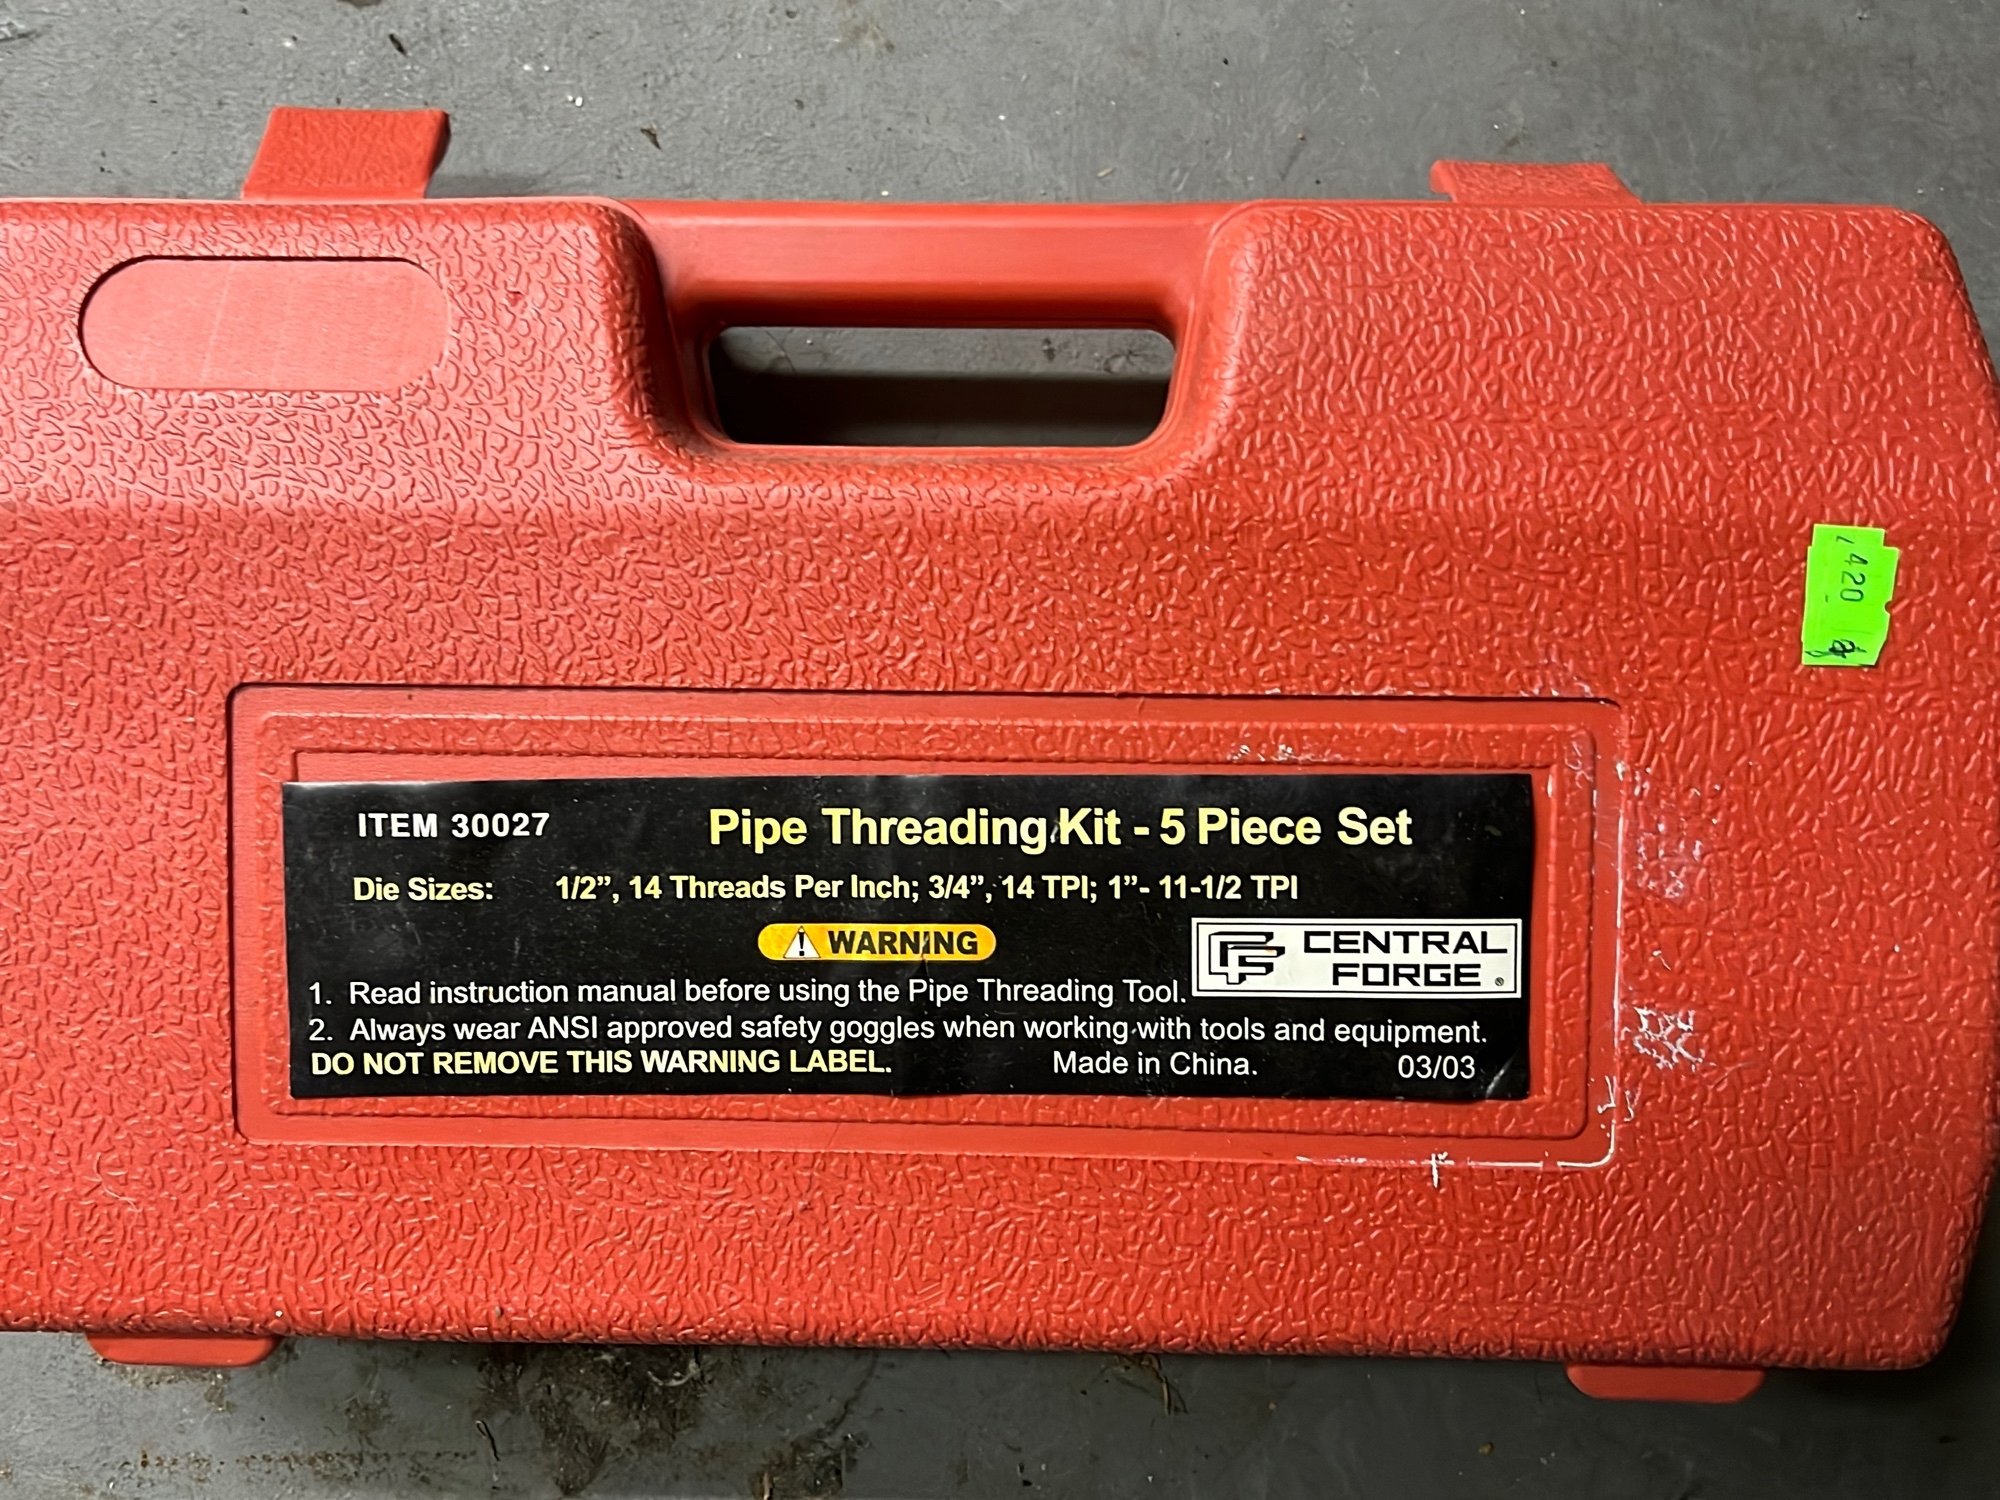 420
ITEM 30027
Pipe Threading Kit - 5 Piece Set
Die Sizes: 1/2”, 14 Threads Per Inch; 3/4”, 14 TPI; 1”- 11-1/2 TPI
WARNING
CENTRAL
FORGE ®
1. Read instruction manual before using the Pipe Threading Tool.
2. Always wear ANSI approved safety goggles when working with tools and equipment.
DO NOT REMOVE THIS WARNING LABEL. Made in China. 03/03